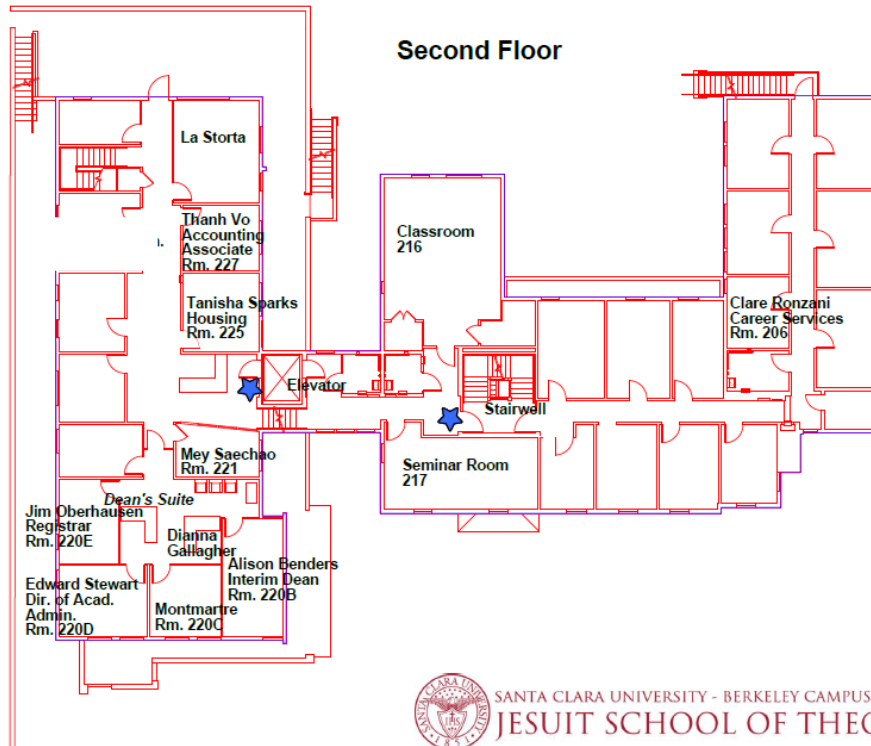 Second Floor
La Storta
Thanh Vo
Accounting
Associate
Rm. 227
Tanisha Sparks
Housing
Rm. 225
Classroom
216
Clare Ronzani
Career Services
Rm. 206
Elevator
Stairwell
Mey Saechao
Rm. 221
Seminar Room
217
Dean's Suite
Jim Oberhausen
Registrar
Rm. 220E
Dianna
Gallagher
Alison Benders
Interim Dean
Rm. 220B
Edward Stewart
Dir. of Acad.
Admin.
Rm. 220D
Montmartre
Rm. 220C
SANTA CLARA UNIVERSITY - BERKELEY CAMPUS
JESUIT SCHOOL OF